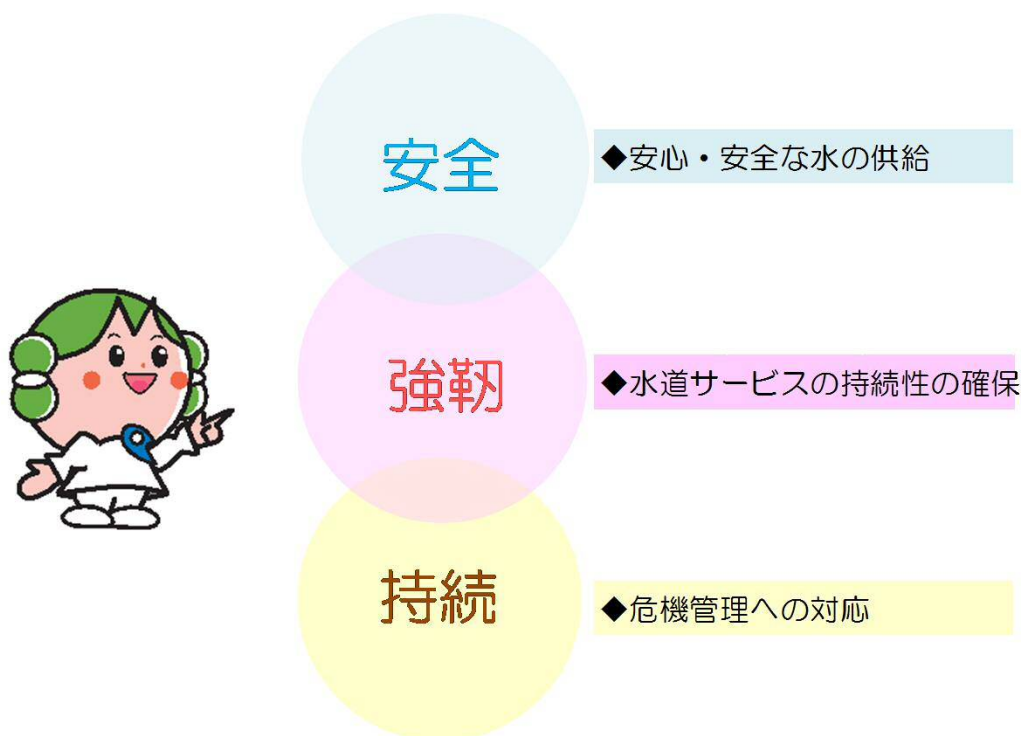 安全
◆安心・安全な水の供給
強靭
◆水道サービスの持続性の確保
持続
◆危機管理への対応